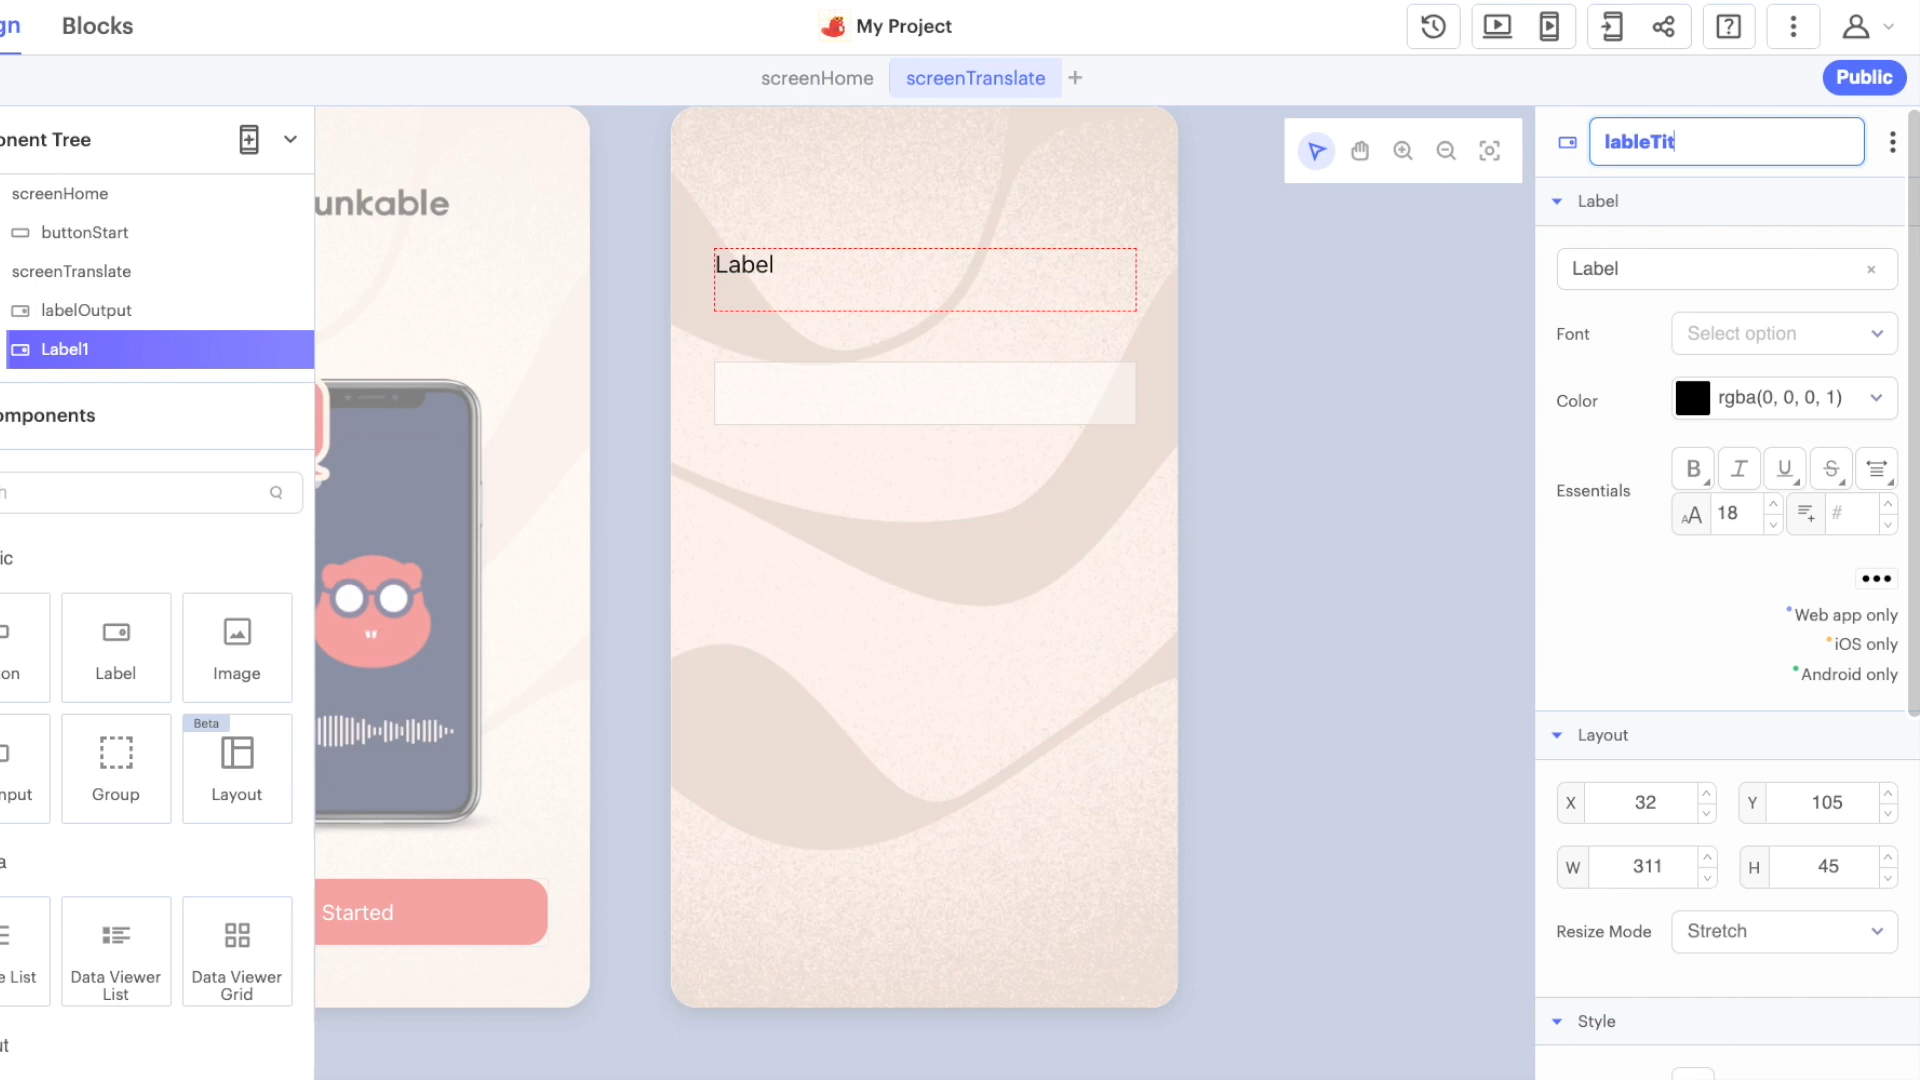 gn
Blocks
My Project
screenHome
screenTranslate
+
Public
onent Tree
screenHome
buttonStart
screenTranslate
labelOutput
Label1
omponents
h
ic
on
Label
Image
nput
Group
Beta
Layout
a
e List
Data Viewer
List
Data Viewer
Grid
ut
unkable
Started
Label
lableTit
Label
Label
Font
Select option
Color
rgba(0, 0, 0, 1)
Essentials
B I U S
AA 18
#
Web app only
iOS only
Android only
Layout
X 32
Y 105
W 311
H 45
Resize Mode
Stretch
Style